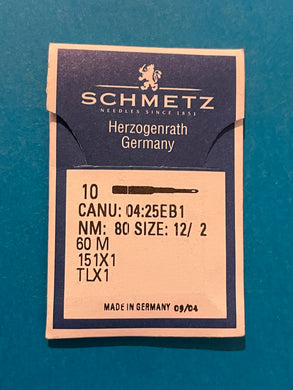 SCHMETZ
NEEDLES SINCE 1851
Herzogenrath
Germany
10
CANU: 04:25EB1
NM: 80 SIZE: 12/ 2
60 M
151X1
TLX1
MADE IN GERMANY 09/04